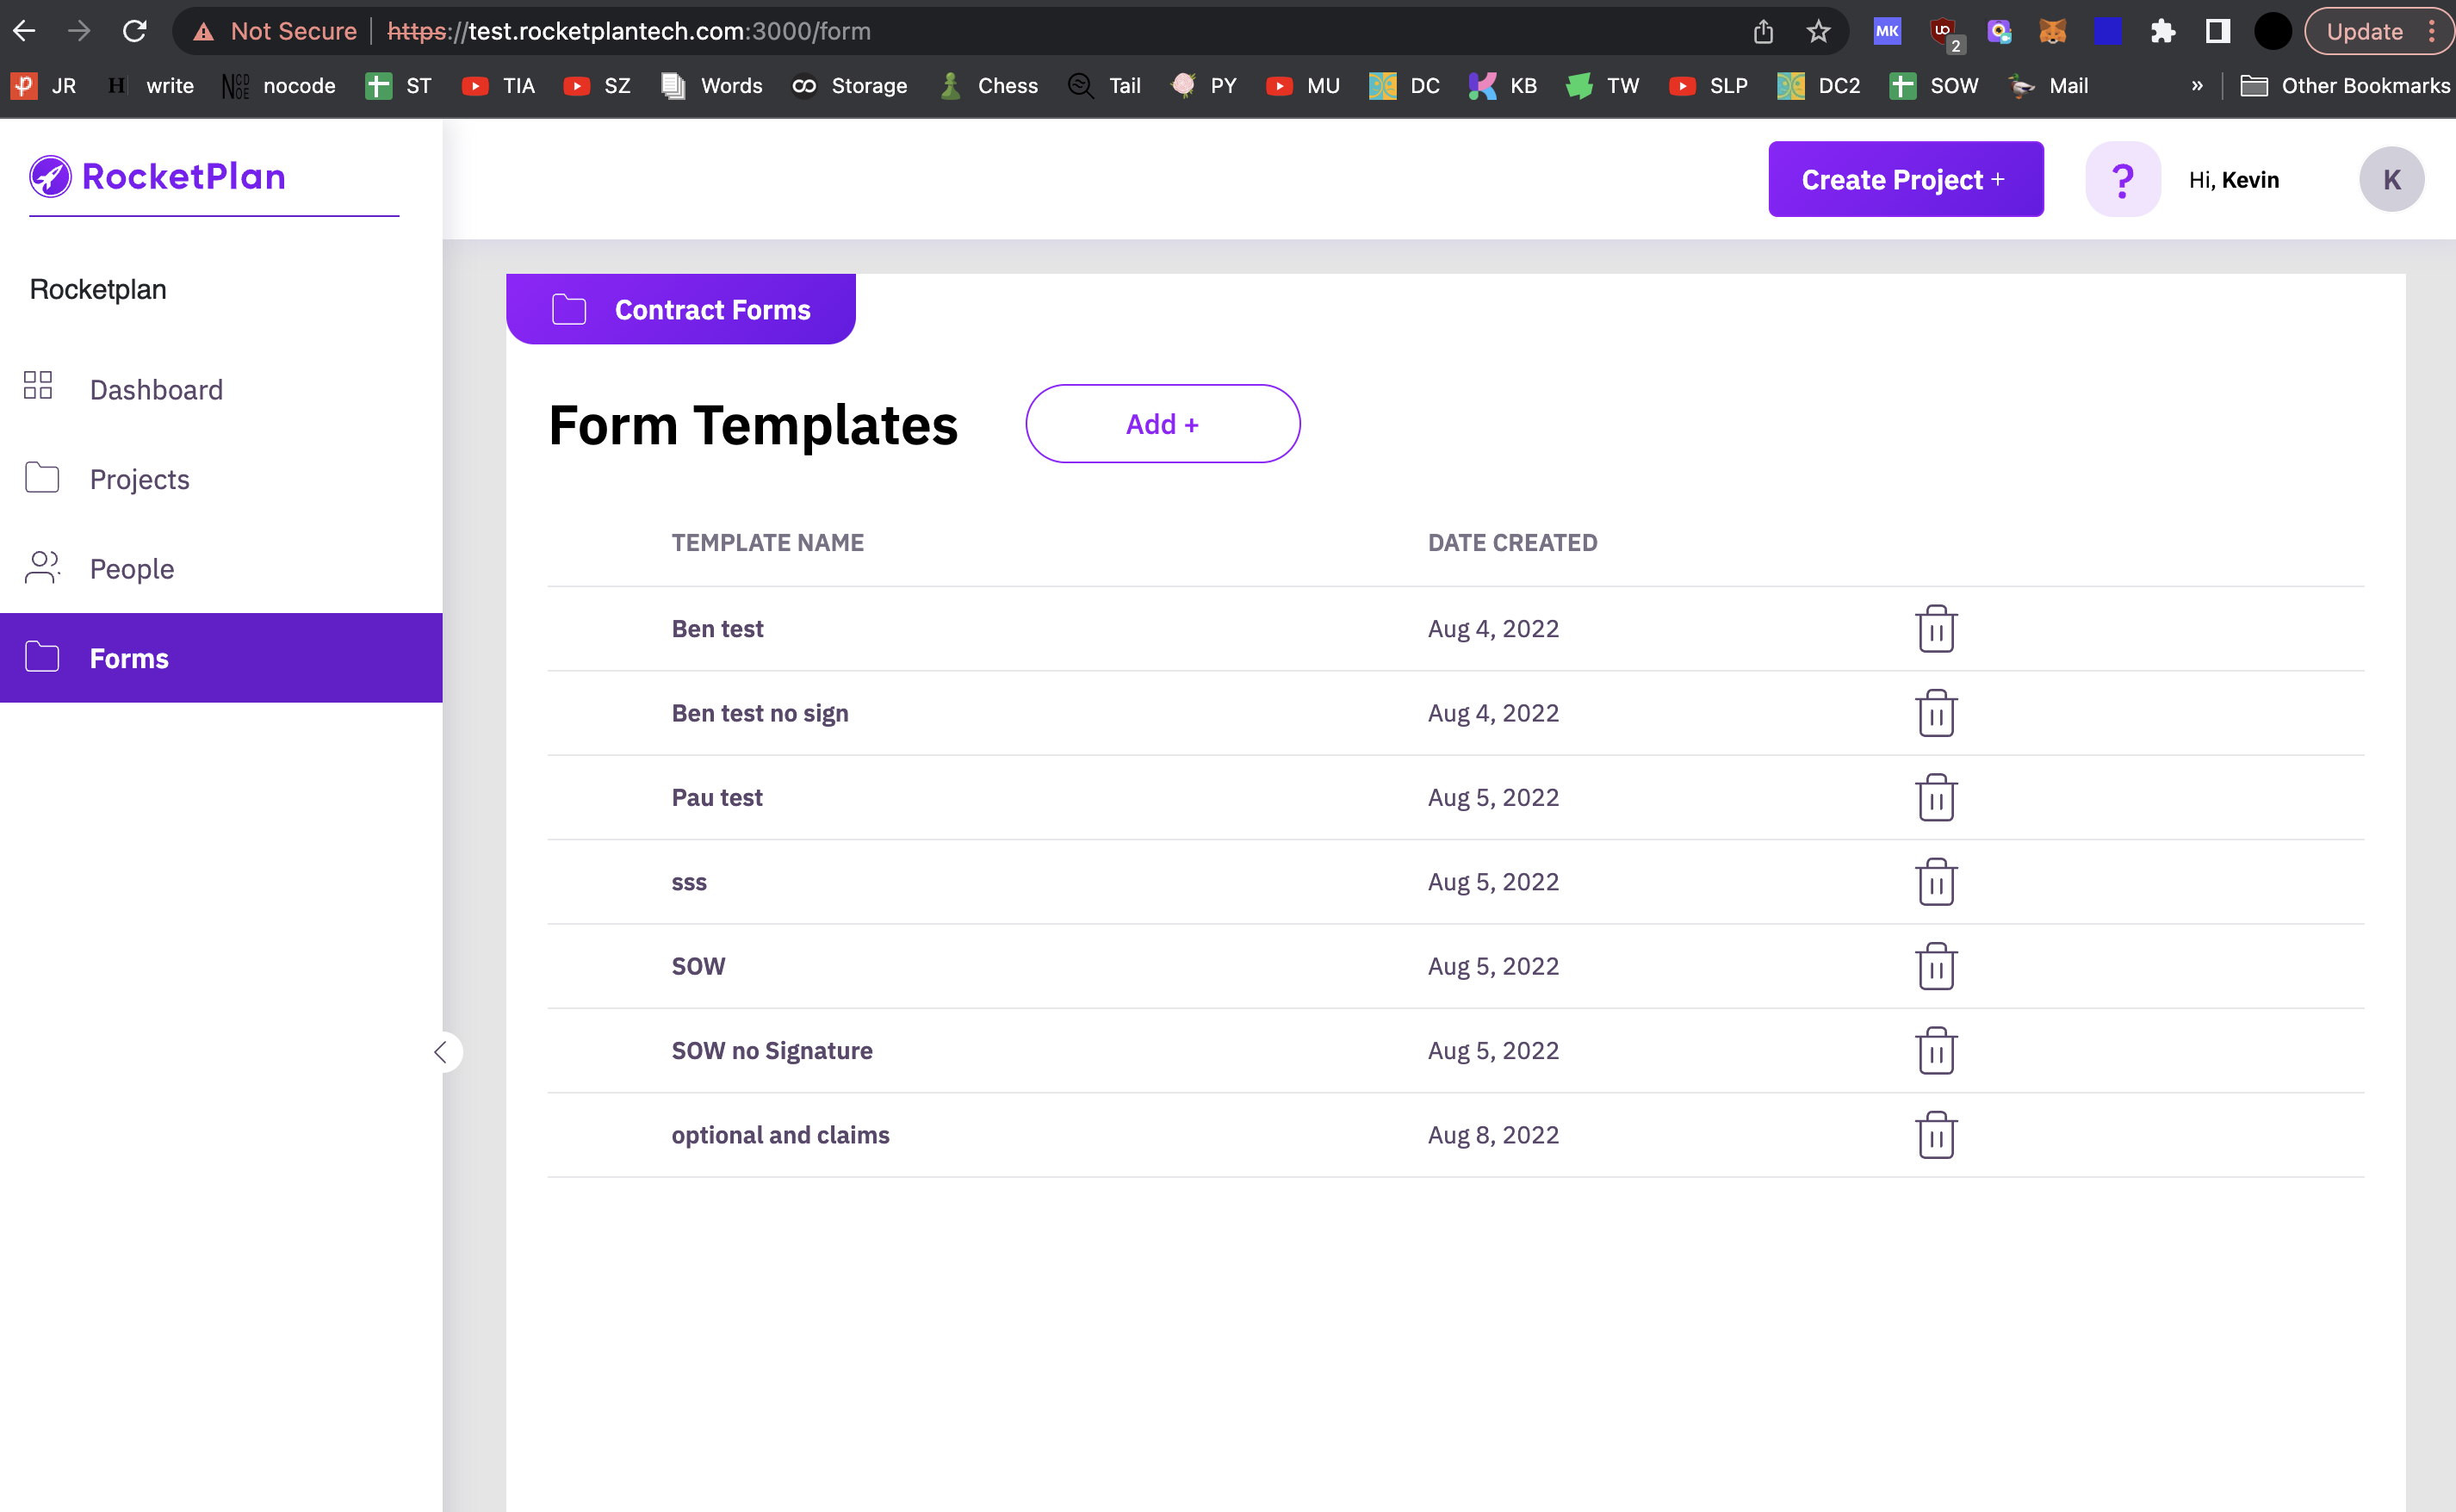 Not Secure | https://test.rocketplantech.com:3000/form MK 2 Update
JR H write NCD NOE nocode ST TIA SZ Words Storage Chess Tail PY MU DC KB TW SLP DC2 SOW Mail » Other Bookmarks
RocketPlan
Create Project + ? Hi, Kevin K
Rocketplan
Dashboard
Projects
People
Forms
Contract Forms
Form Templates Add +
TEMPLATE NAME DATE CREATED
Ben test Aug 4, 2022
Ben test no sign Aug 4, 2022
Pau test Aug 5, 2022
sss Aug 5, 2022
SOW Aug 5, 2022
SOW no Signature Aug 5, 2022
optional and claims Aug 8, 2022